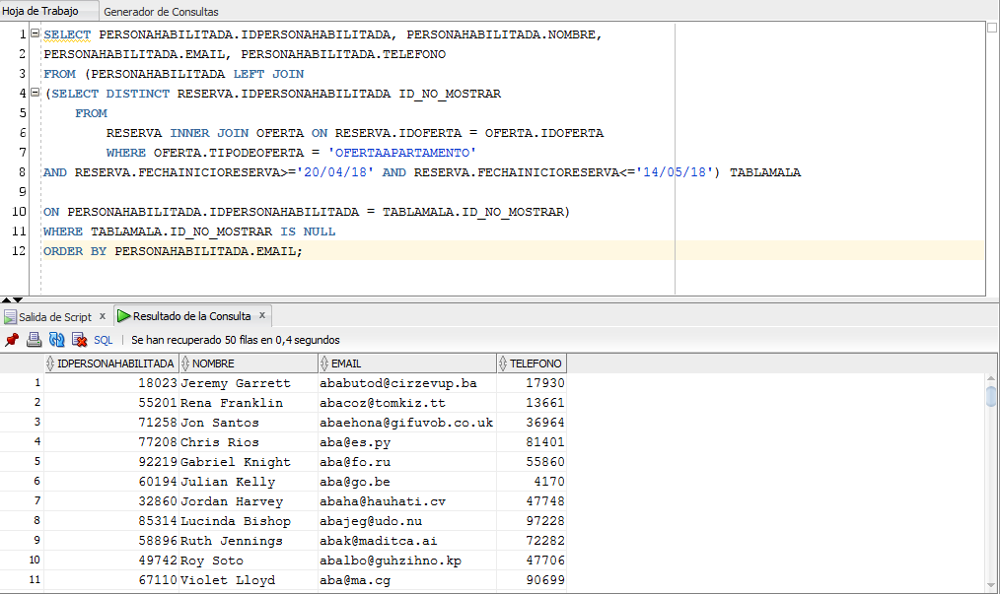 Hoja de Trabajo Generador de Consultas
1 SELECT PERSONAHABILITADA.IDPERSONAHABILITADA, PERSONAHABILITADA.NOMBRE,
2 PERSONAHABILITADA.EMAIL, PERSONAHABILITADA.TELEFONO
3 FROM (PERSONAHABILITADA LEFT JOIN
4 (SELECT DISTINCT RESERVA.IDPERSONAHABILITADA ID_NO_MOSTRAR
5 FROM
6 RESERVA INNER JOIN OFERTA ON RESERVA.IDOFERTA = OFERTA.IDOFERTA
7 WHERE OFERTA.TIPODEOFERTA = 'OFERTAAPARTAMENTO'
8 AND RESERVA.FECHAINICIORESERVA>='20/04/18' AND RESERVA.FECHAINICIORESERVA<='14/05/18') TABLAMALA
9
10 ON PERSONAHABILITADA.IDPERSONAHABILITADA = TABLAMALA.ID_NO_MOSTRAR)
11 WHERE TABLAMALA.ID_NO_MOSTRAR IS NULL
12 ORDER BY PERSONAHABILITADA.EMAIL;
Salida de Script x Resultado de la Consulta x
SQL | Se han recuperado 50 filas en 0,4 segundos
IDPERSONAHABILITADA NOMBRE EMAIL TELEFONO
1 18023 Jeremy Garrett ababutod@cirzevup.ba 17930
2 55201 Rena Franklin abacoz@tomkiz.tt 13661
3 71258 Jon Santos abaehona@gifuvob.co.uk 36964
4 77208 Chris Rios aba@es.py 81401
5 92219 Gabriel Knight aba@fo.ru 55860
6 60194 Julian Kelly aba@go.be 4170
7 32860 Jordan Harvey abaha@hauhati.cv 47748
8 85314 Lucinda Bishop abajeg@udo.nu 97228
9 58896 Ruth Jennings abak@maditca.ai 72282
10 49742 Roy Soto abalbo@guhzihno.kp 47706
11 67110 Violet Lloyd aba@ma.cg 90699